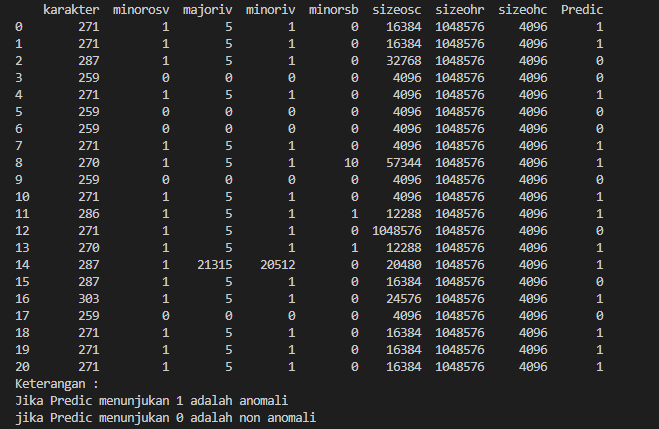 karakter minorosv majoriv minoriv minorsb sizeosc sizeohr sizeohc Predic
0 271 1 5 1 0 16384 1048576 4096 1
1 271 1 5 1 0 16384 1048576 4096 1
2 287 1 5 1 0 32768 1048576 4096 0
3 259 0 0 0 0 4096 1048576 4096 0
4 271 1 5 1 0 4096 1048576 4096 1
5 259 0 0 0 0 4096 1048576 4096 0
6 259 0 0 0 0 4096 1048576 4096 0
7 271 1 5 1 0 4096 1048576 4096 1
8 270 1 5 1 10 57344 1048576 4096 1
9 259 0 0 0 0 4096 1048576 4096 0
10 271 1 5 1 0 4096 1048576 4096 1
11 286 1 5 1 1 12288 1048576 4096 1
12 271 1 5 1 0 1048576 1048576 4096 0
13 270 1 5 1 1 12288 1048576 4096 1
14 287 1 21315 20512 0 20480 1048576 4096 1
15 287 1 5 1 0 16384 1048576 4096 0
16 303 1 5 1 0 24576 1048576 4096 1
17 259 0 0 0 0 4096 1048576 4096 0
18 271 1 5 1 0 16384 1048576 4096 1
19 271 1 5 1 0 16384 1048576 4096 1
20 271 1 5 1 0 16384 1048576 4096 1
Keterangan :
Jika Predic menunjukan 1 adalah anomali
jika Predic menunjukan 0 adalah non anomali